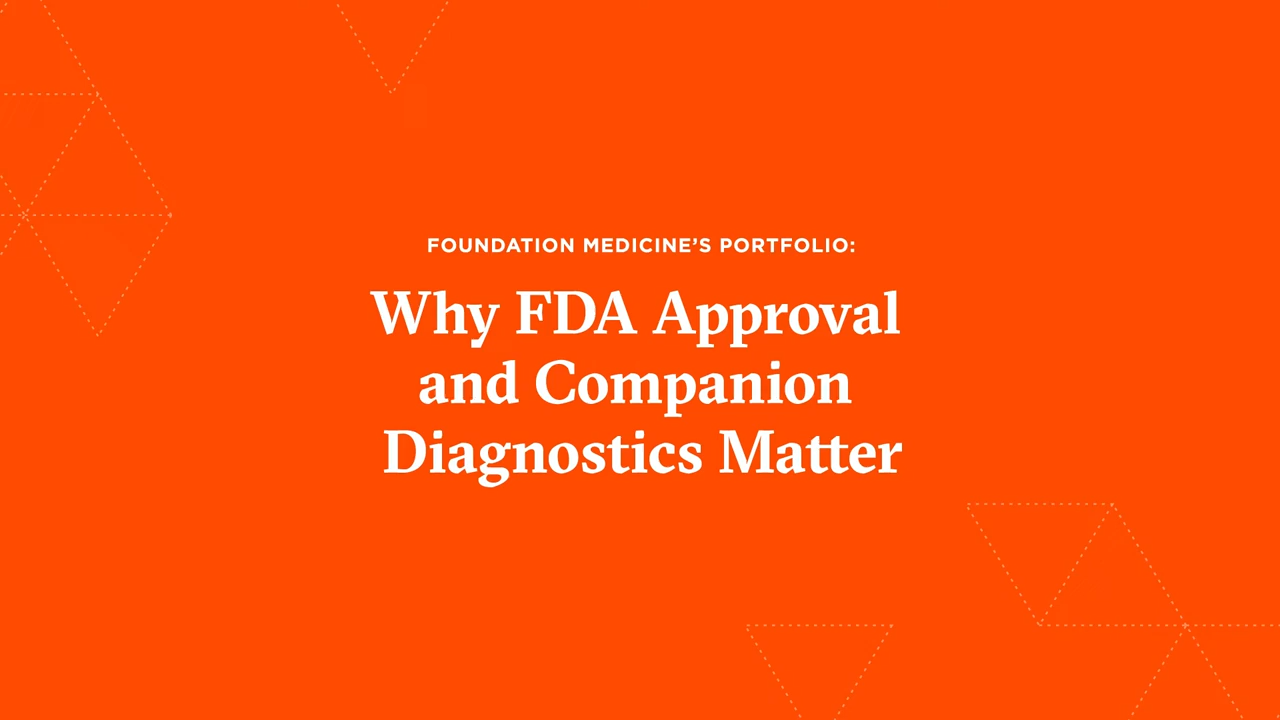 FOUNDATION MEDICINE’S PORTFOLIO:
Why FDA Approval
and Companion
Diagnostics Matter